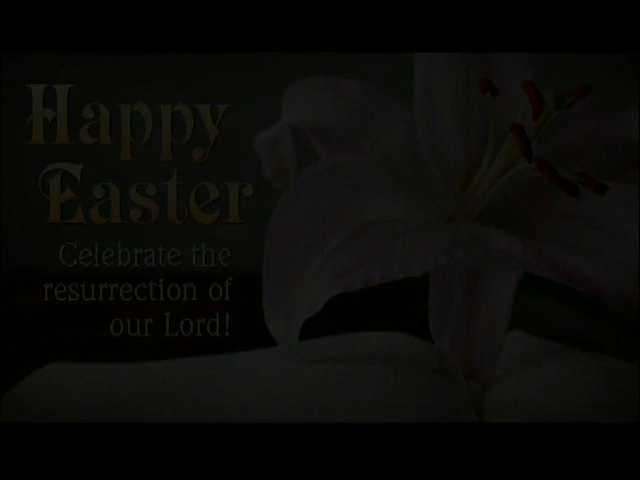 Happy
Easter
Celebrate the
resurrection of
our Lord!